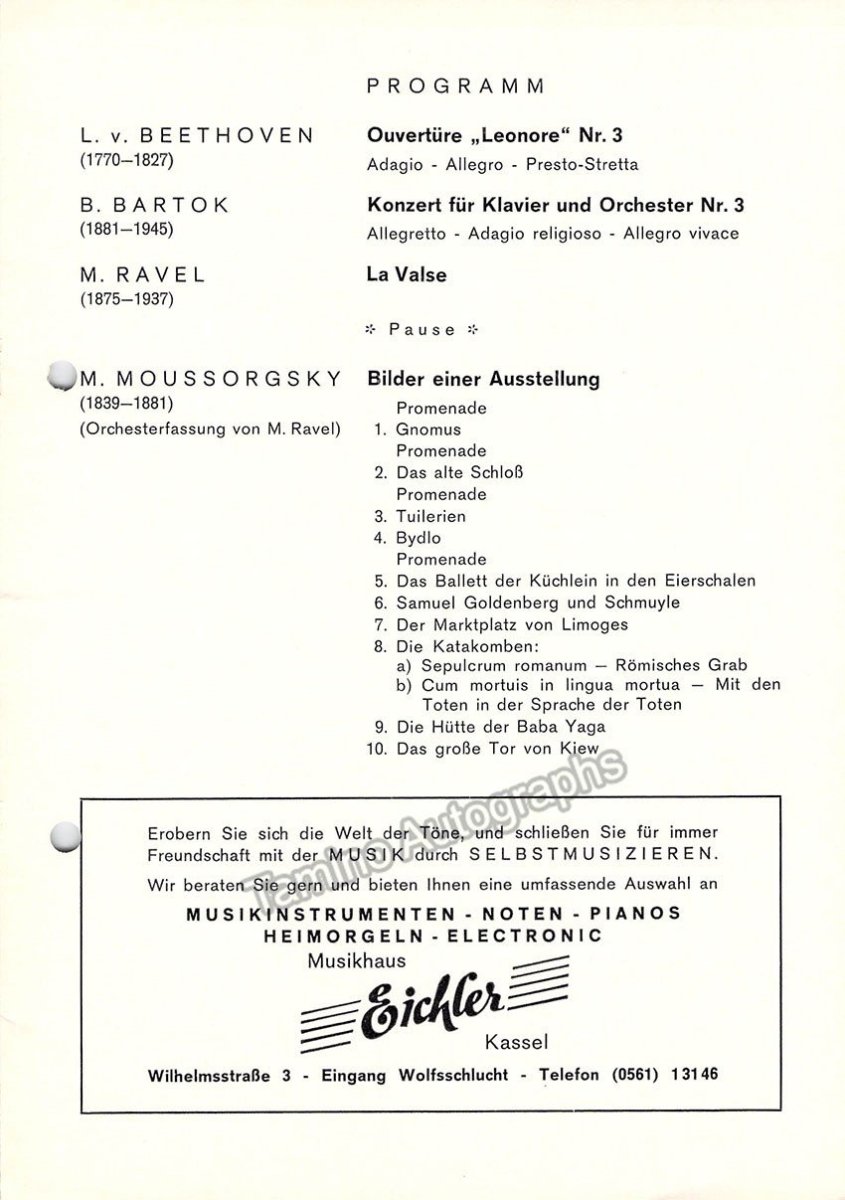 PROGRAMM
L. v. BEETHOVEN
(1770—1827)
Ouvertüre „Leonore“ Nr. 3
Adagio - Allegro - Presto-Stretta
B. BARTOK
(1881—1945)
Konzert für Klavier und Orchester Nr. 3
Allegretto - Adagio religioso - Allegro vivace
M. RAVEL
(1875—1937)
La Valse
* Pause *
M. MOUSSORGSKY
(1839—1881)
(Orchesterfassung von M. Ravel)
Bilder einer Ausstellung
Promenade
1. Gnomus
Promenade
2. Das alte Schloß
Promenade
3. Tuilerien
4. Bydlo
Promenade
5. Das Ballett der Küchlein in den Eierschalen
6. Samuel Goldenberg und Schmuyle
7. Der Marktplatz von Limoges
8. Die Katakomben:
a) Sepulcrum romanum — Römisches Grab
b) Cum mortuis in lingua mortua — Mit den
Toten in der Sprache der Toten
9. Die Hütte der Baba Yaga
10. Das große Tor von Kiew
Tamino Autographs
Erobern Sie sich die Welt der Töne, und schließen Sie für immer
Freundschaft mit der MUSIK durch SELBSTMUSIZIEREN.
Wir beraten Sie gern und bieten Ihnen eine umfassende Auswahl an
MUSIKINSTRUMENTEN - NOTEN - PIANOS
HEIMORGELN - ELECTRONIC
Musikhaus
Eichler
Kassel
Wilhelmsstraße 3 - Eingang Wolfsschlucht - Telefon (0561) 13146